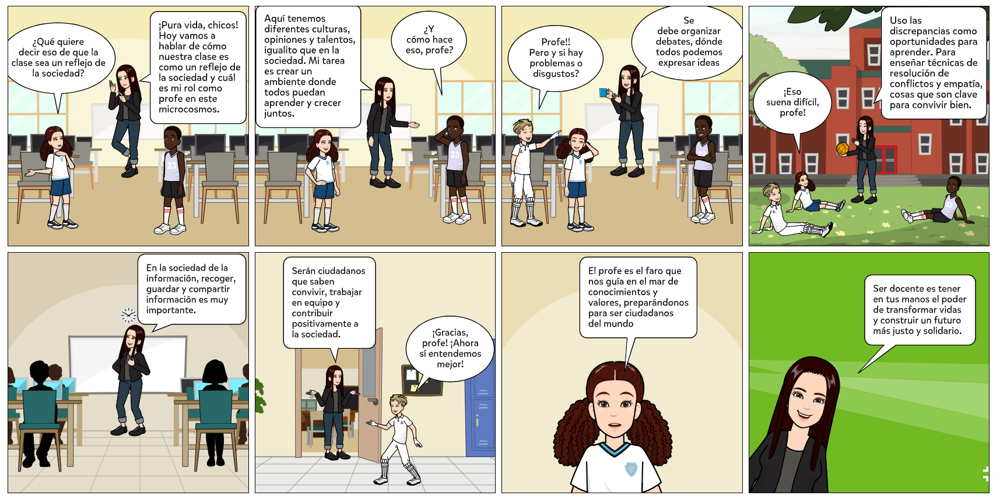 ¿Qué quiere
decir eso de que la
clase sea un reflejo de
la sociedad?
¡Pura vida, chicos!
Hoy vamos a
hablar de cómo
nuestra clase es
como un reflejo de
la sociedad y cuál
es mi rol como
profe en este
microcosmos.
23
Aquí tenemos
diferentes culturas,
opiniones y talentos,
igualito que en la
sociedad. Mi tarea
es crear un
ambiente donde
todos puedan
aprender y crecer
juntos.
¿Y
cómo hace
eso, profe?
23
Profe!!
Pero y si hay
problemas o
disgustos?
Se
debe organizar
debates, dónde
todos podemos
expresar ideas
¡Eso
suena difícil,
profe!
Uso las
discrepancias como
oportunidades para
aprender. Para
enseñar técnicas de
resolución de
conflictos y empatía,
cosas que son clave
para convivir bien.
23
En la sociedad de la
información, recoger,
guardar y compartir
información es muy
importante.
Serán ciudadanos
que saben
convivir, trabajar
en equipo y
contribuir
positivamente a
la sociedad.
¡Gracias,
profe! ¡Ahora
sí entendemos
mejor!
El profe es el faro que
nos guía en el mar de
conocimientos y
valores, preparándonos
para ser ciudadanos
del mundo
Ser docente es tener
en tus manos el poder
de transformar vidas
y construir un futuro
más justo y solidario.